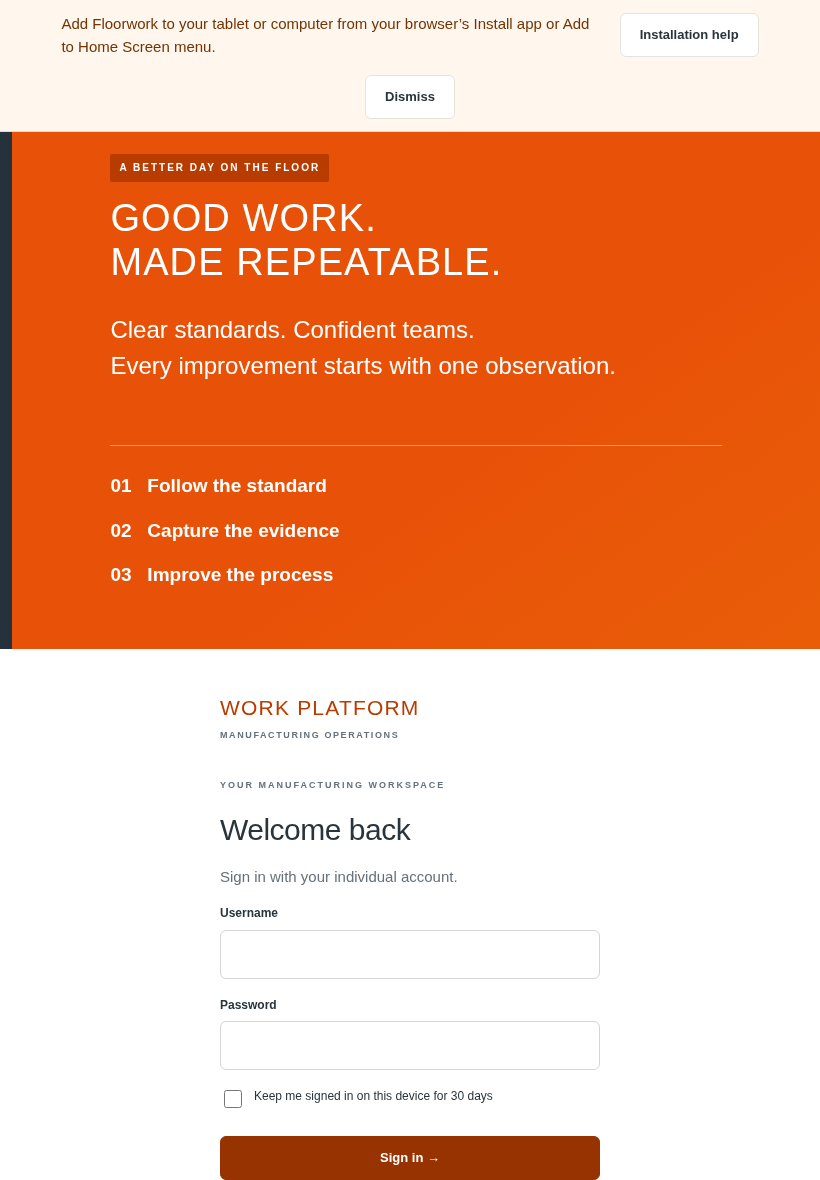 Add Floorwork to your tablet or computer from your browser’s Install app or Add
to Home Screen menu.
Installation help
Dismiss
A BETTER DAY ON THE FLOOR
GOOD WORK.
MADE REPEATABLE.
Clear standards. Confident teams.
Every improvement starts with one observation.
01 Follow the standard
02 Capture the evidence
03 Improve the process
WORK PLATFORM
MANUFACTURING OPERATIONS
YOUR MANUFACTURING WORKSPACE
Welcome back
Sign in with your individual account.
Username
Password
Keep me signed in on this device for 30 days
Sign in →